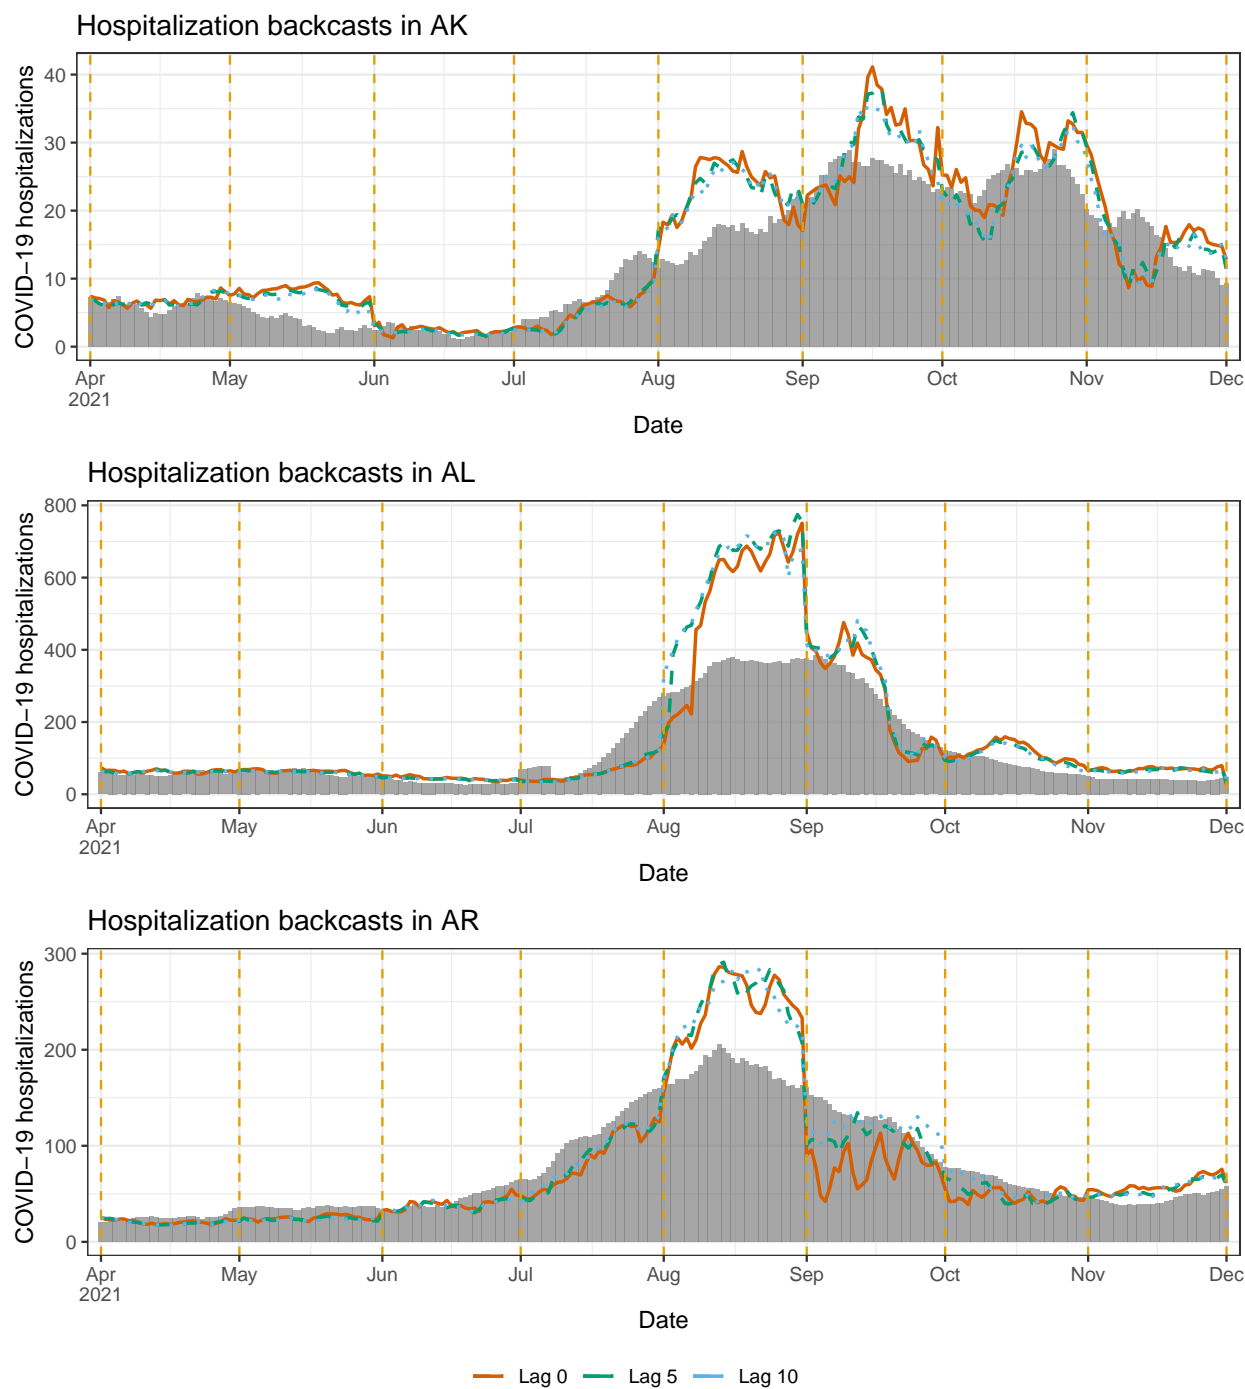 Hospitalization backcasts in AK
COVID−19 hospitalizations
40
30
20
10
0
Apr May Jun Jul Aug Sep Oct Nov Dec
2021
Date
Hospitalization backcasts in AL
COVID−19 hospitalizations
800
600
400
200
0
Apr May Jun Jul Aug Sep Oct Nov Dec
2021
Date
Hospitalization backcasts in AR
COVID−19 hospitalizations
300
200
100
0
Apr May Jun Jul Aug Sep Oct Nov Dec
2021
Date
Lag 0 Lag 5 Lag 10